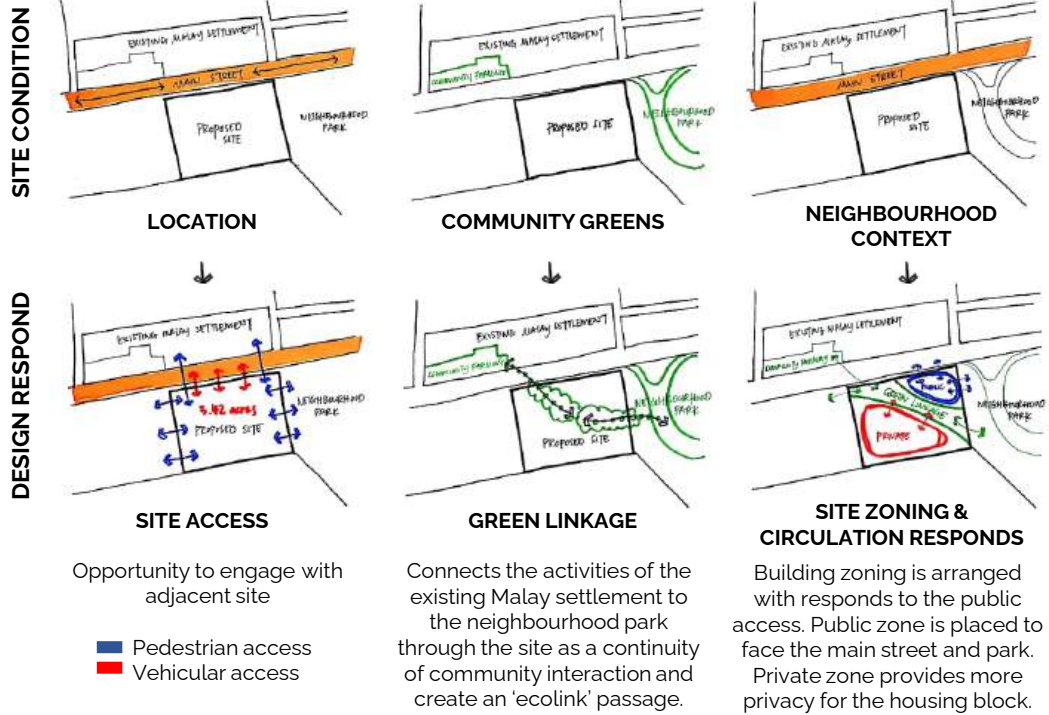 SITE CONDITION
EXISTING MALAY SETTLEMENT
MAIN STREET
PROPOSED
SITE
NEIGHBOURHOOD
PARK
LOCATION
EXISTING MALAY SETTLEMENT
COMMUNITY FARMING
PROPOSED SITE
NEIGHBOURHOOD
PARK
COMMUNITY GREENS
EXISTING MALAY SETTLEMENT
MAIN STREET
PROPOSED
SITE
NEIGHBOURHOOD
PARK
NEIGHBOURHOOD
CONTEXT
DESIGN RESPOND
EXISTING MALAY SETTLEMENT
3.42 acres
PROPOSED SITE
NEIGHBOURHOOD
PARK
SITE ACCESS
Opportunity to engage with
adjacent site
Pedestrian access
Vehicular access
EXISTING MALAY SETTLEMENT
COMMUNITY FARMING
PROPOSED SITE
NEIGHBOURHOOD
PARK
GREEN LINKAGE
Connects the activities of the
existing Malay settlement to
the neighbourhood park
through the site as a continuity
of community interaction and
create an ‘ecolink’ passage.
EXISTING MALAY SETTLEMENT
COMMUNITY
PUBLIC
GREEN LINKAGE
PRIVATE
NEIGHBOURHOOD
PARK
SITE ZONING &
CIRCULATION RESPONDS
Building zoning is arranged
with responds to the public
access. Public zone is placed to
face the main street and park.
Private zone provides more
privacy for the housing block.